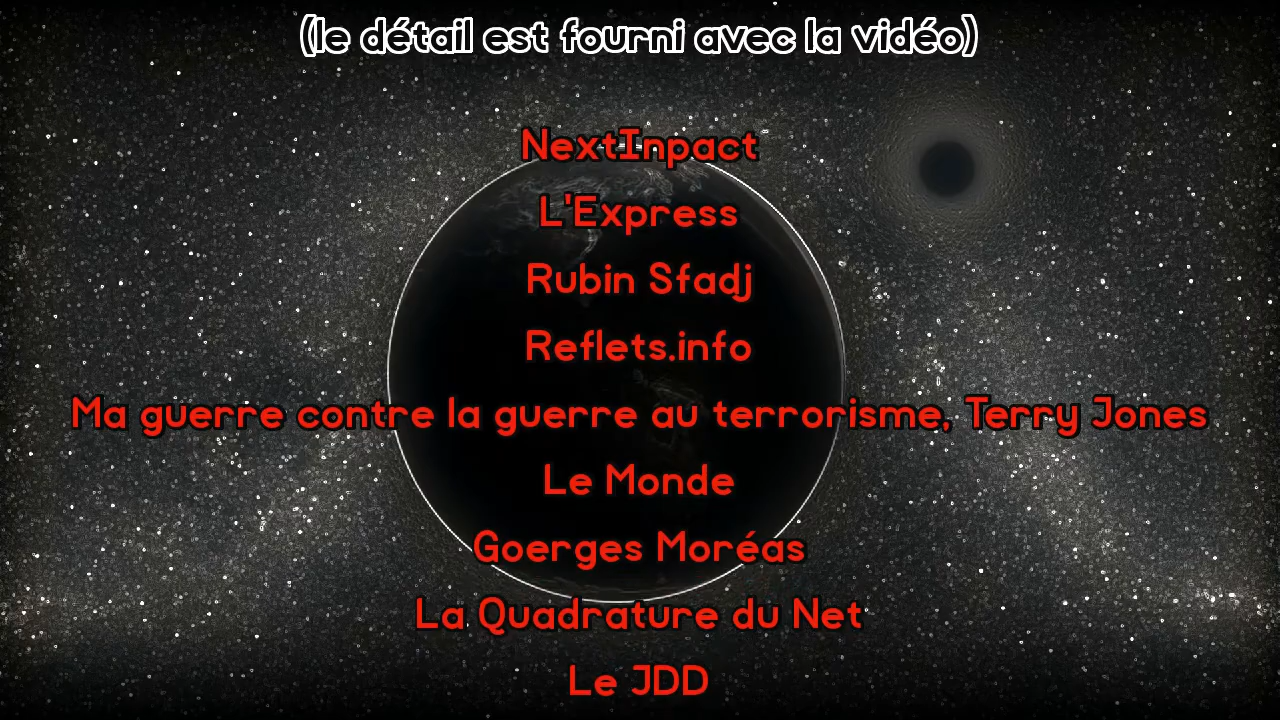 (le détail est fourni avec la vidéo)
NextInpact
L'Express
Rubin Sfadj
Reflets.info
Ma guerre contre la guerre au terrorisme, Terry Jones
Le Monde
Goerges Moréas
La Quadrature du Net
Le JDD